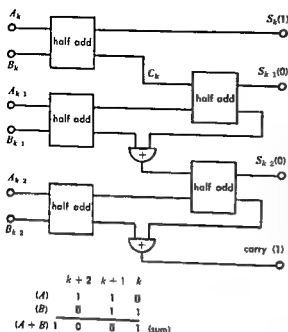 A_k
S_k(1)
half add
B_k
C_k
S_k 1(0)
half add
A_k 1
half add
B_k 1
+
S_k 2(0)
half add
A_k 2
half add
B_k 2
+
carry (1)
k + 2 k + 1 k
(A) 1 1 0
(B) 0 1 1
(A + B) 1 0 0 1 (sum)